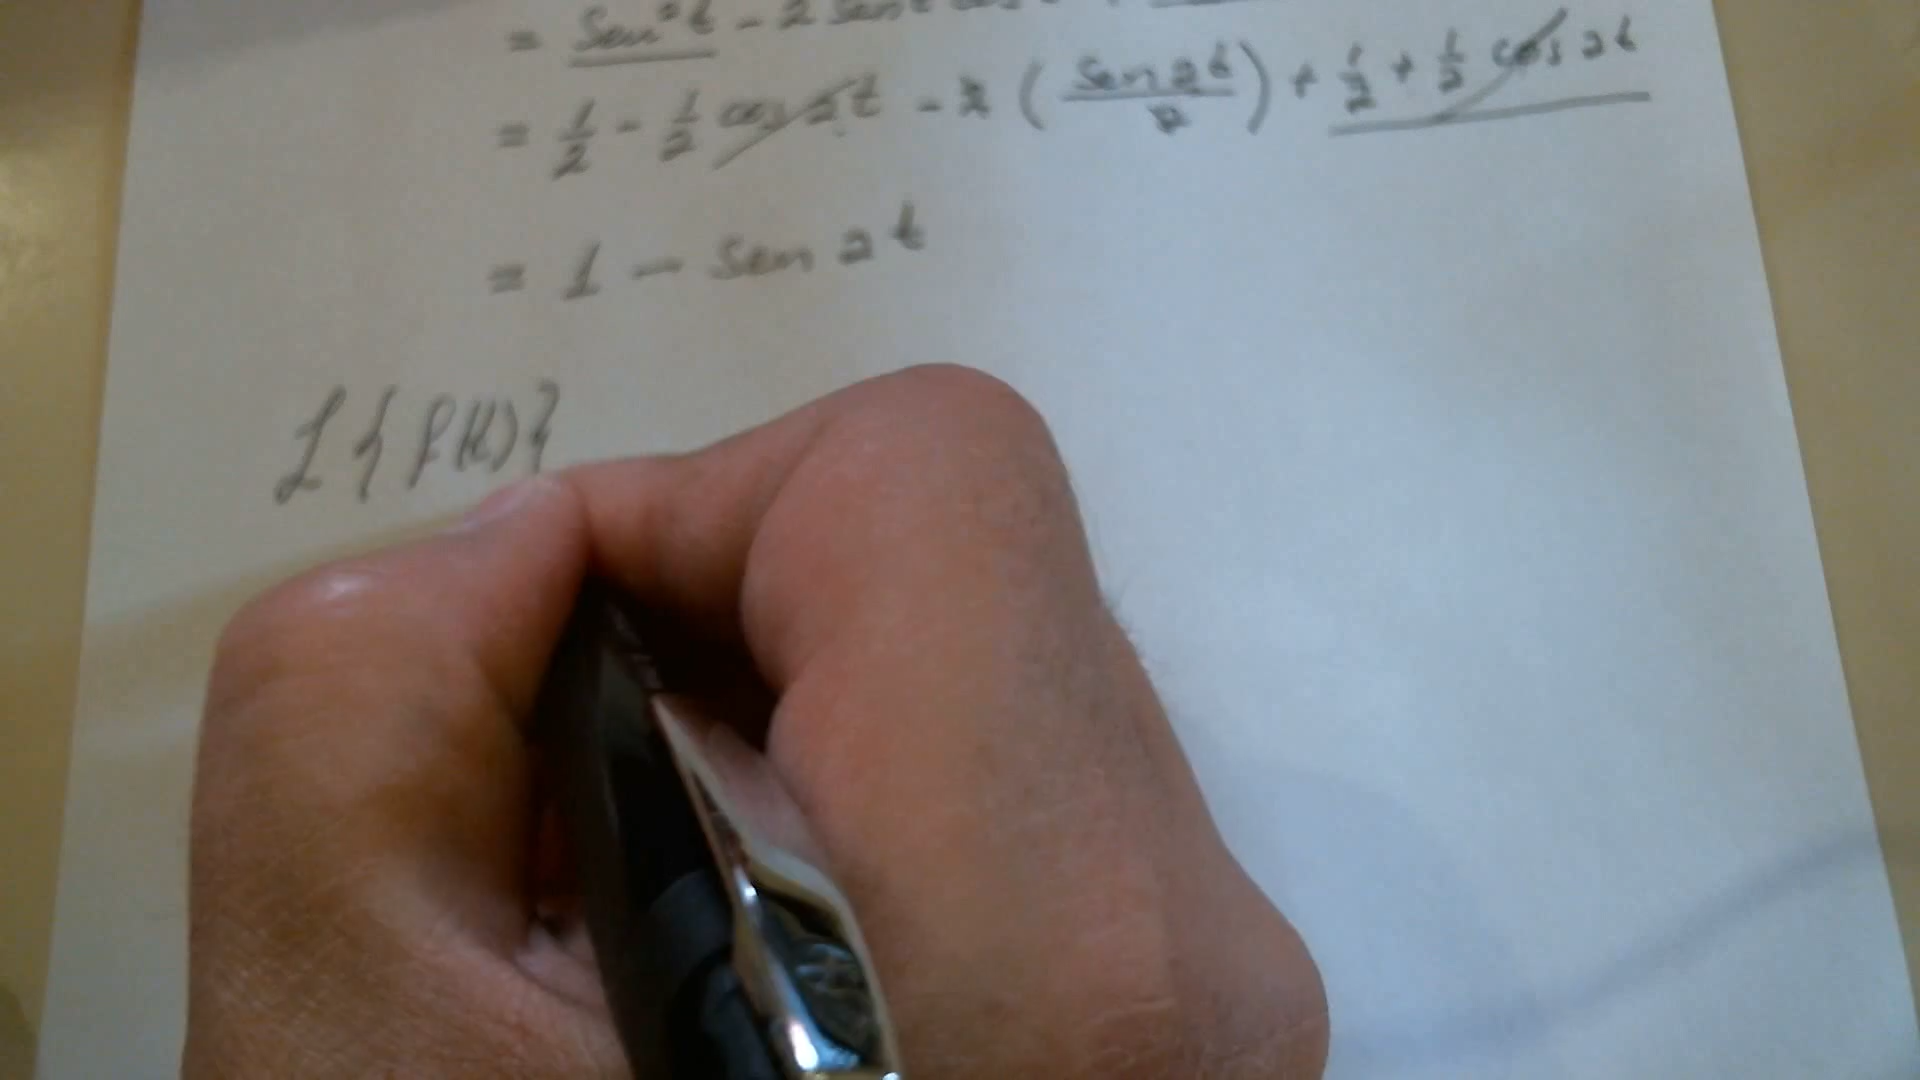 = Sen²t - 2 sent cos
= 1/2 - 1/2 cos 2t - 2 ( sen 2t / 2 ) + 1/2 + 1/2 cos 2t
= 1 - Sen 2t
L{f(t)}